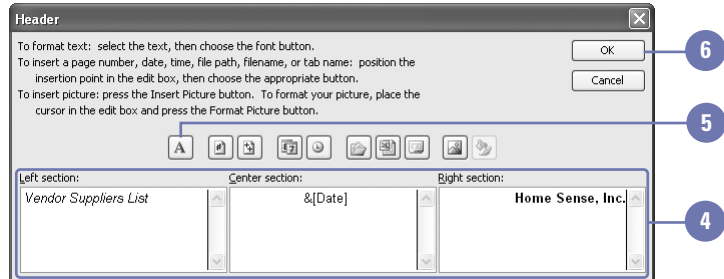 Header
To format text: select the text, then choose the font button.
To insert a page number, date, time, file path, filename, or tab name: position the
insertion point in the edit box, then choose the appropriate button.
To insert picture: press the Insert Picture button. To format your picture, place the
cursor in the edit box and press the Format Picture button.
OK
6
Cancel
5
A
Left section:
Center section:
Right section:
Vendor Suppliers List
&[Date]
Home Sense, Inc.
4